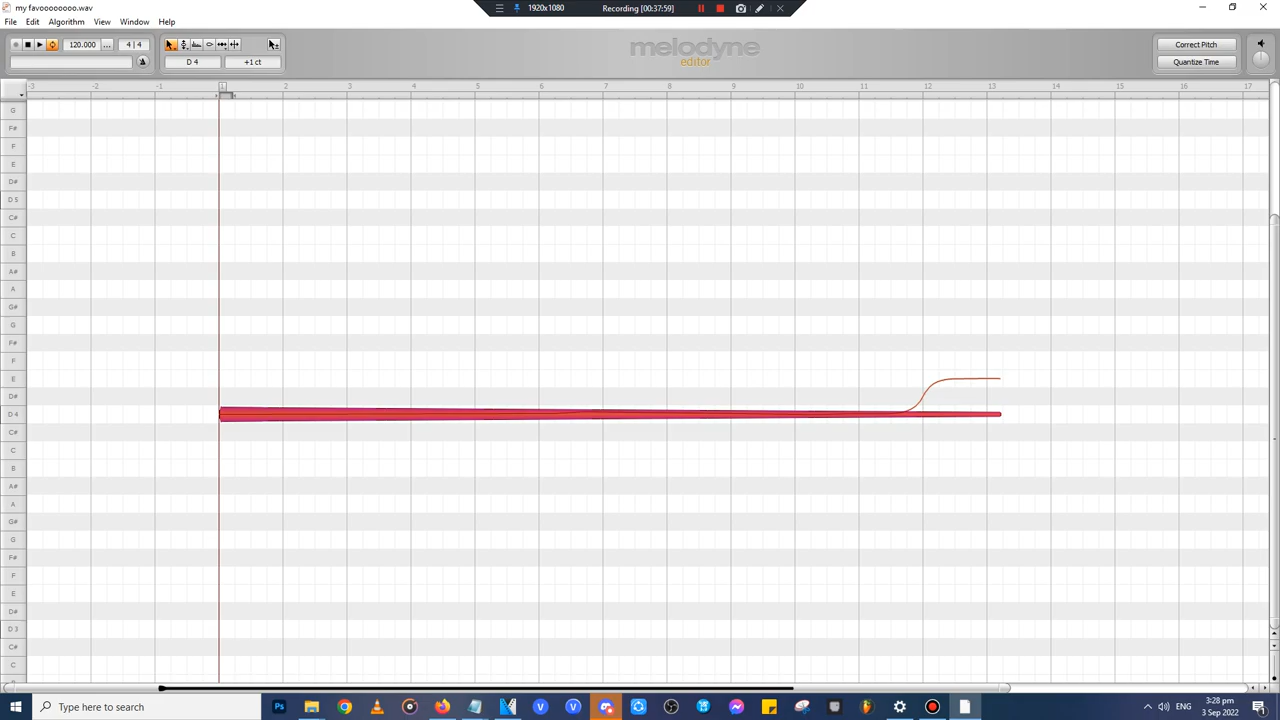 my favooooooooo.wav
1920x1080
Recording [00:37:59]
File Edit Algorithm View Window Help
120.000 ... 4 | 4
D 4 +1 ct
melodyne
editor
Correct Pitch
Quantize Time
-3 -2 -1 1 2 3 4 5 6 7 8 9 10 11 12 13 14 15 16 17
G
F#
F
E
D#
D 5
C#
C
B
A#
A
G#
G
F#
F
E
D#
D 4
C#
C
B
A#
A
G#
G
F#
F
E
D#
D 3
C#
C
Type here to search
Ps
ENG
3:28 pm
3 Sep 2022